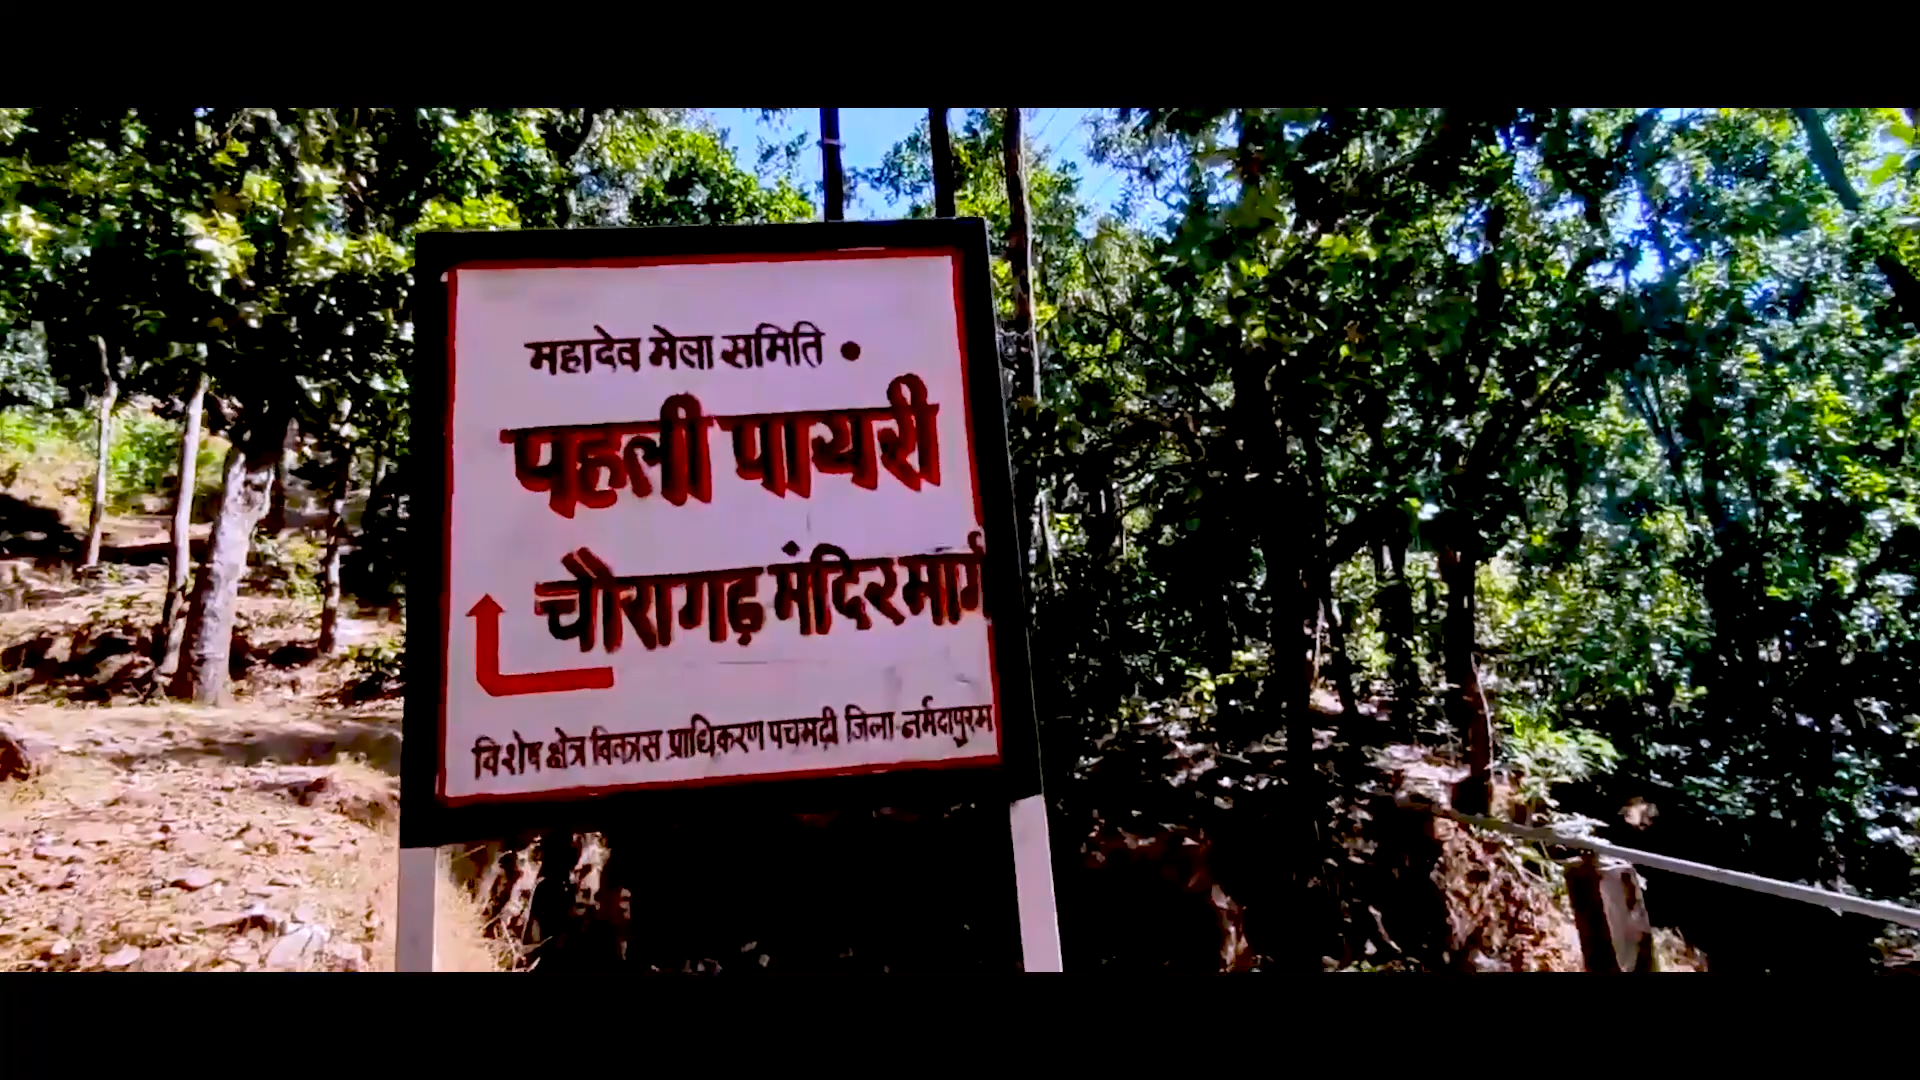 महादेव मेला समिति •
पहली पायरी
चौरागढ़ मंदिर मार्ग
विशेष क्षेत्र विकास प्राधिकरण पचमढ़ी जिला नर्मदापुरम